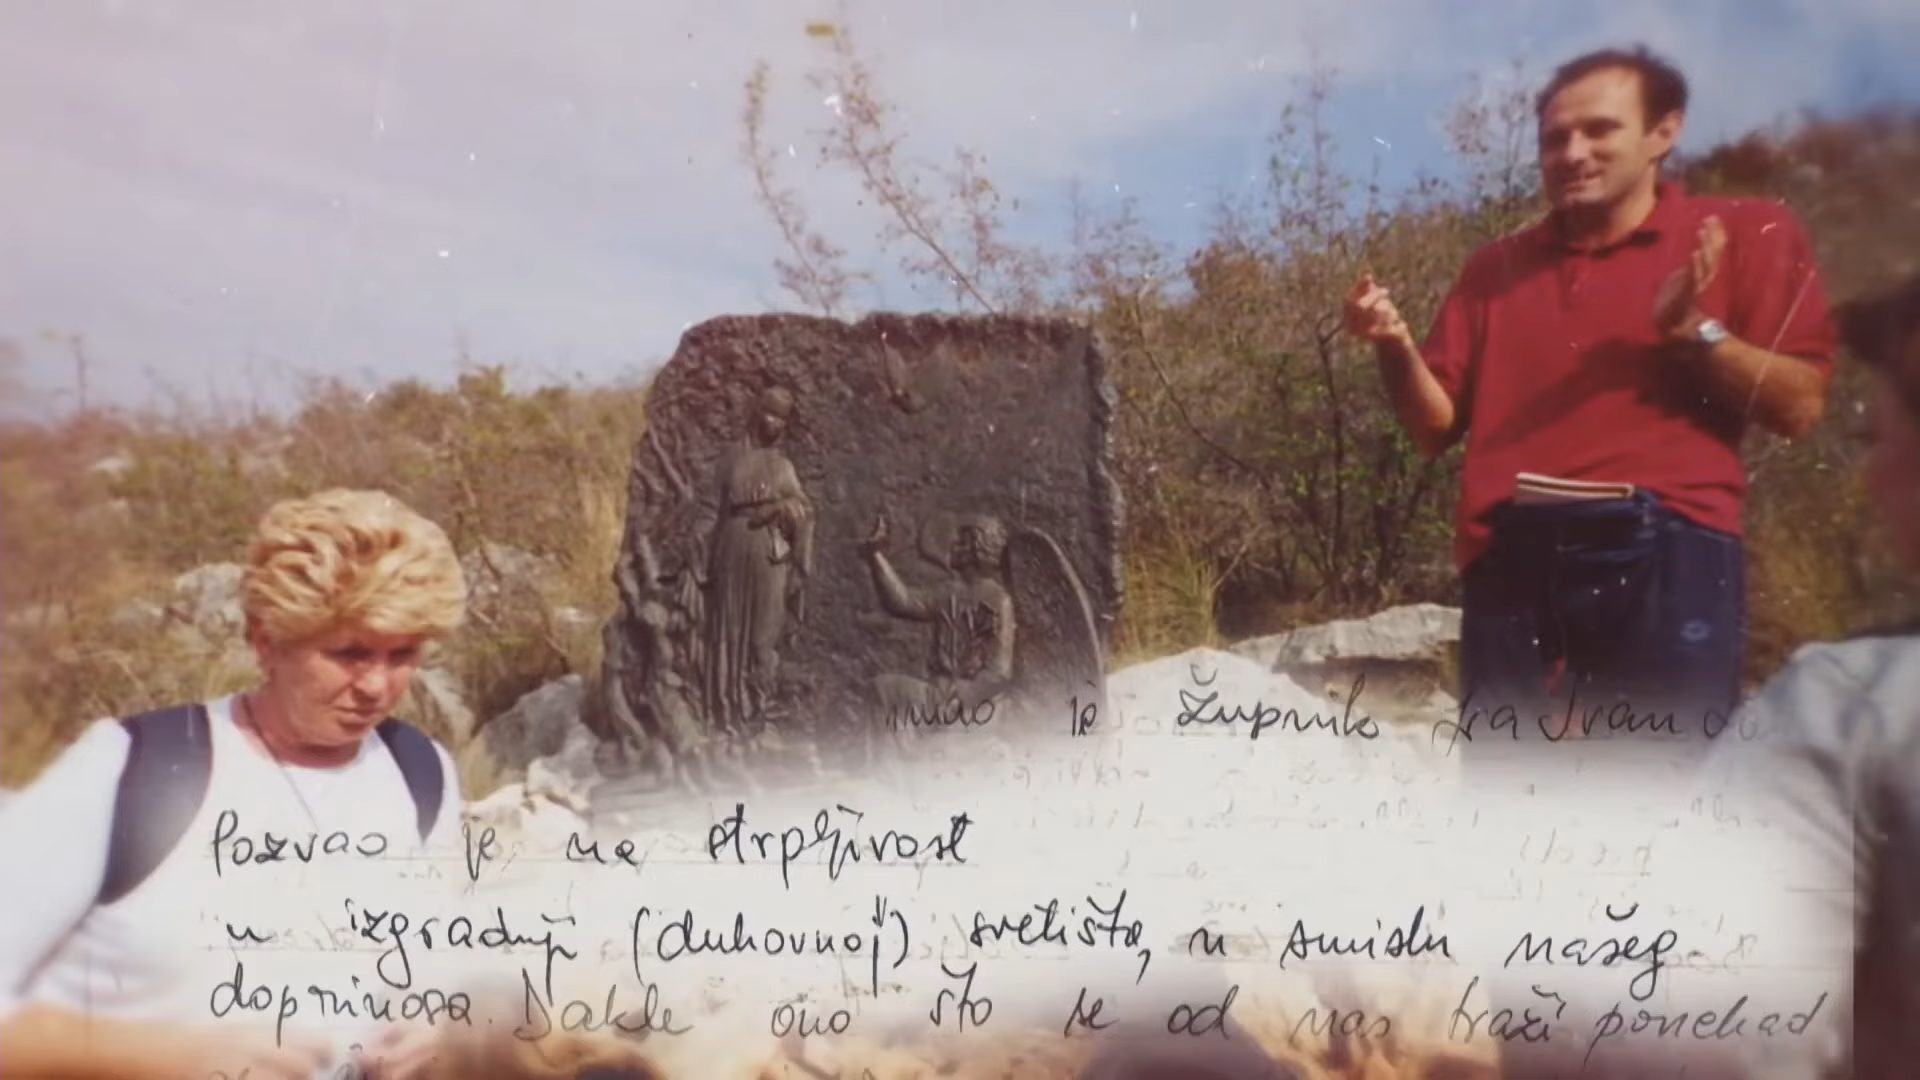 je župnik fra Ivan
Pozvao je na strpljivost
u izgradnji (duhovnoj) svetišta, u smislu našeg
doprinosa. Dakle ono što se od nas traži ponekad